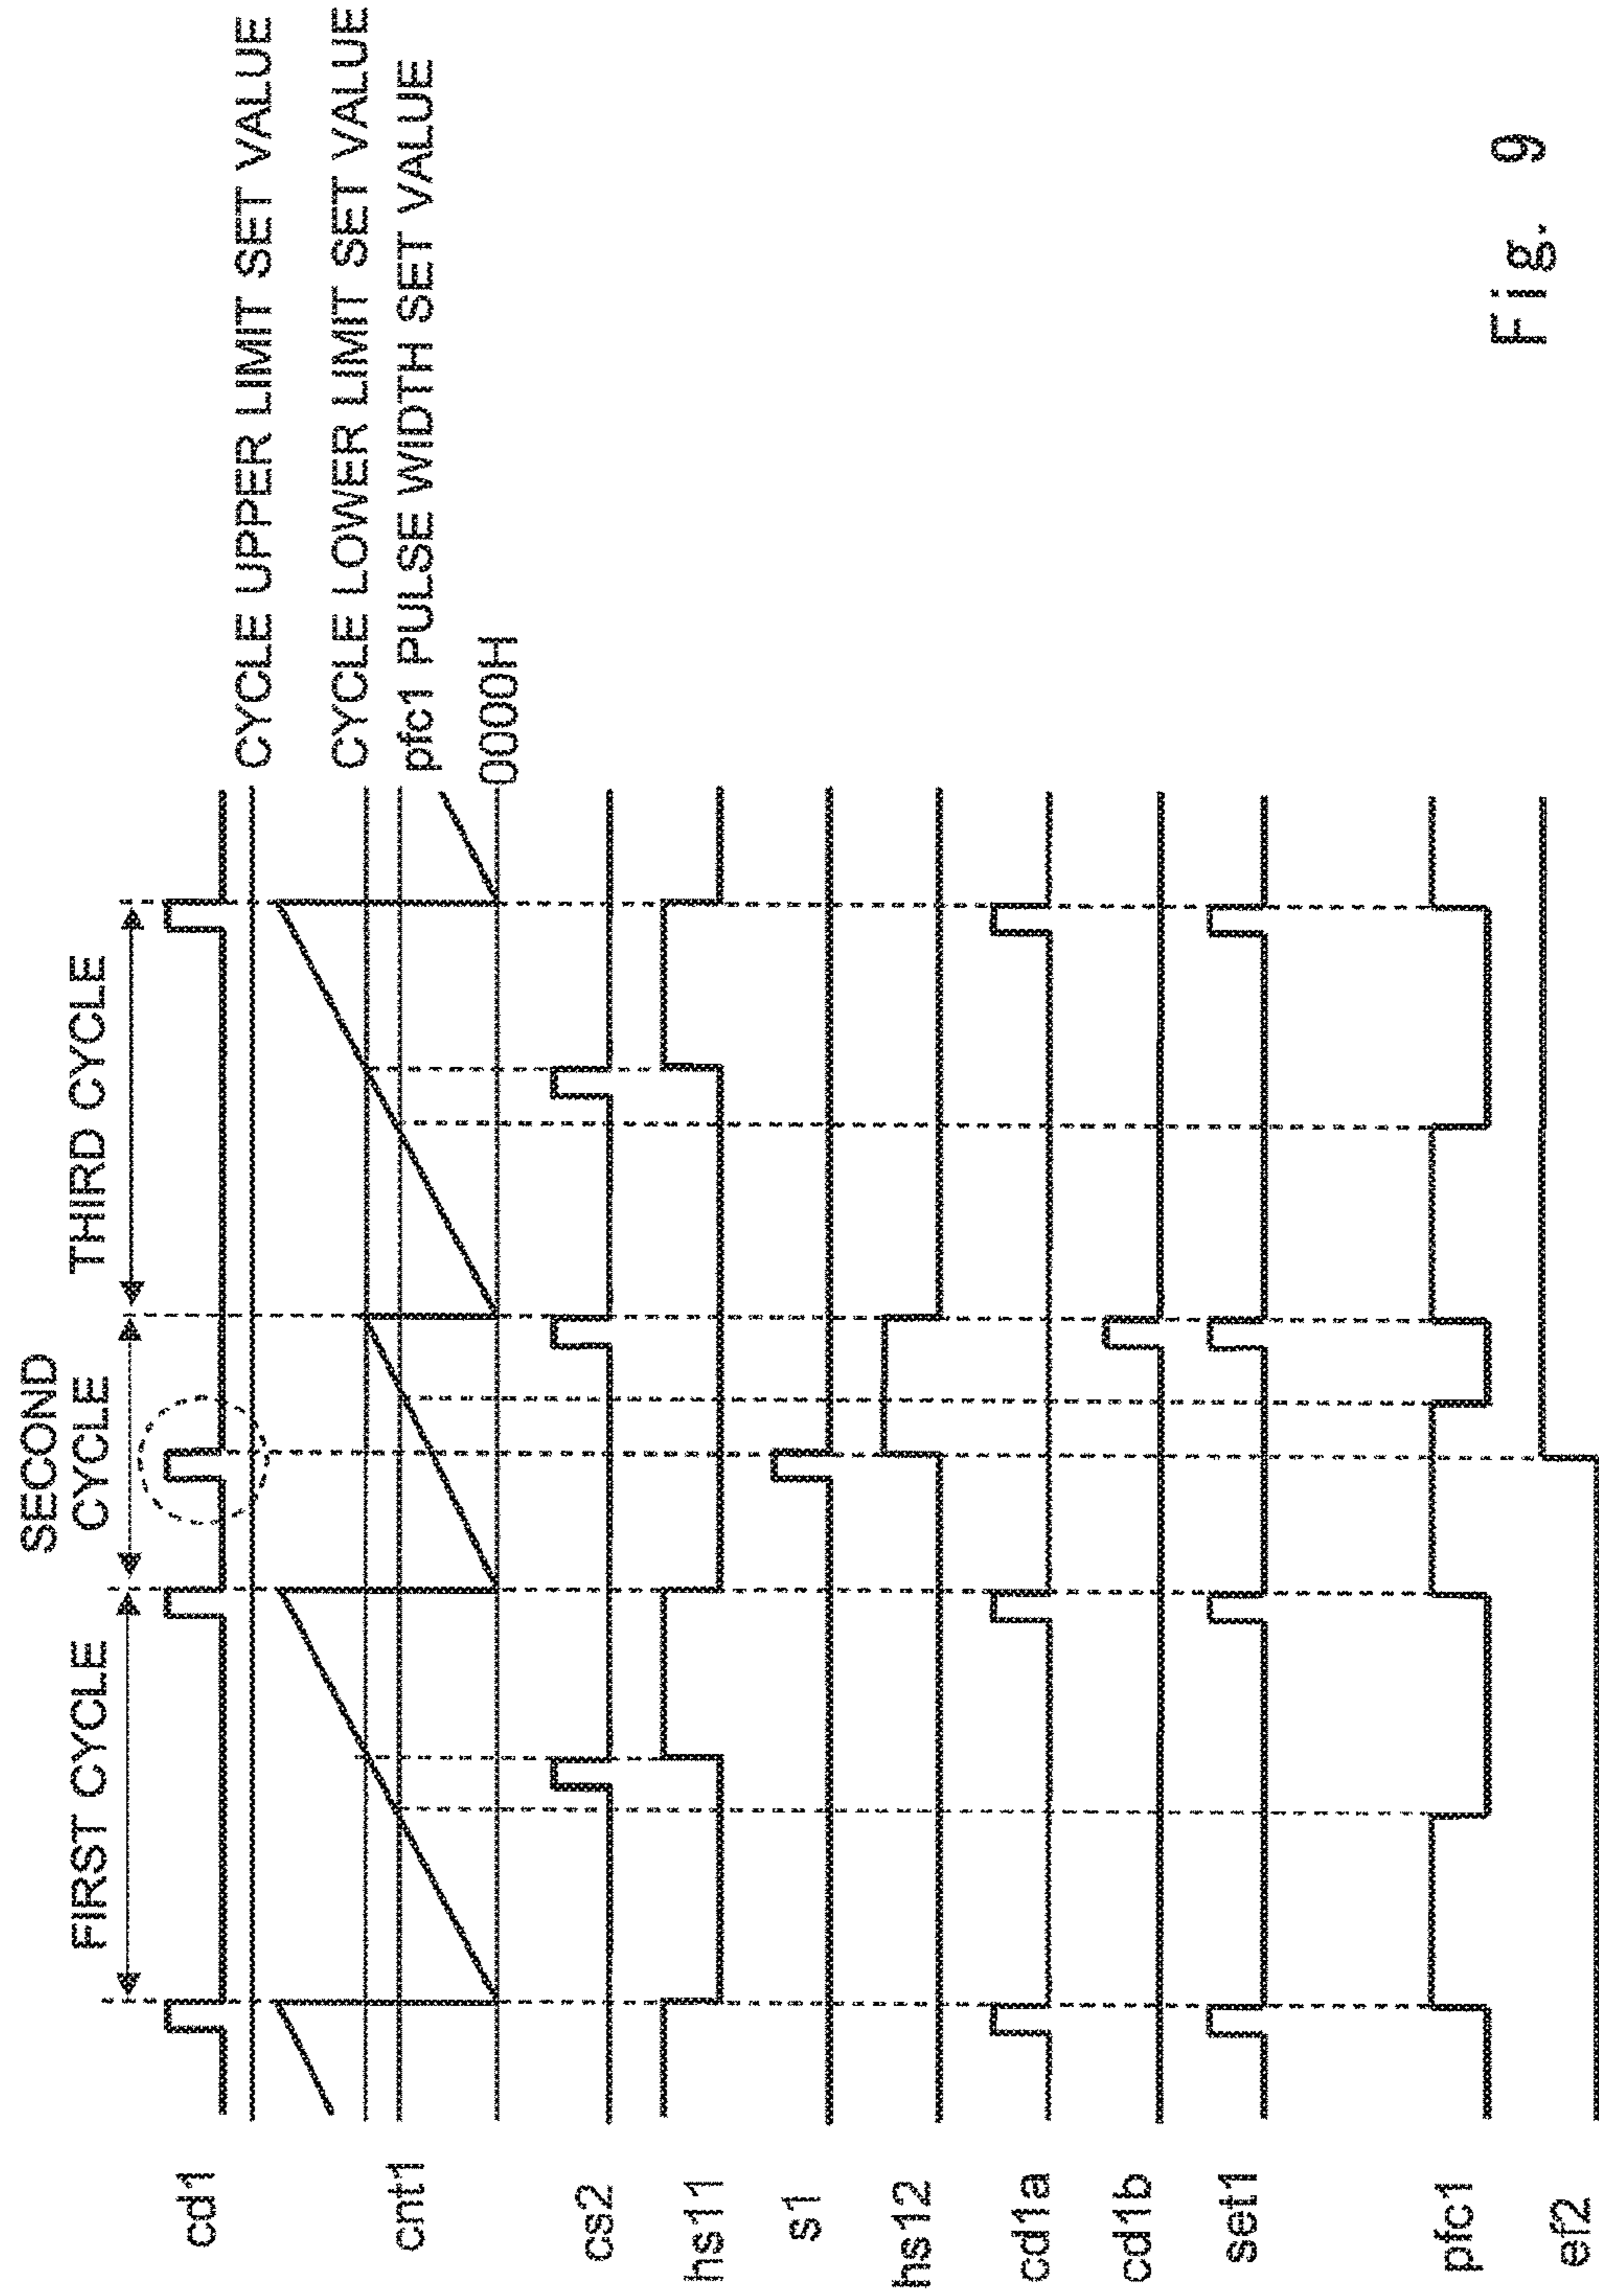 FIRST CYCLE
SECOND
CYCLE
THIRD CYCLE
cd1
CYCLE UPPER LIMIT SET VALUE
CYCLE LOWER LIMIT SET VALUE
cnt1
pfc1 PULSE WIDTH SET VALUE
0000H
cs2
hs11
s1
hs12
cd1a
cd1b
set1
pfc1
ef2
Fig. 9